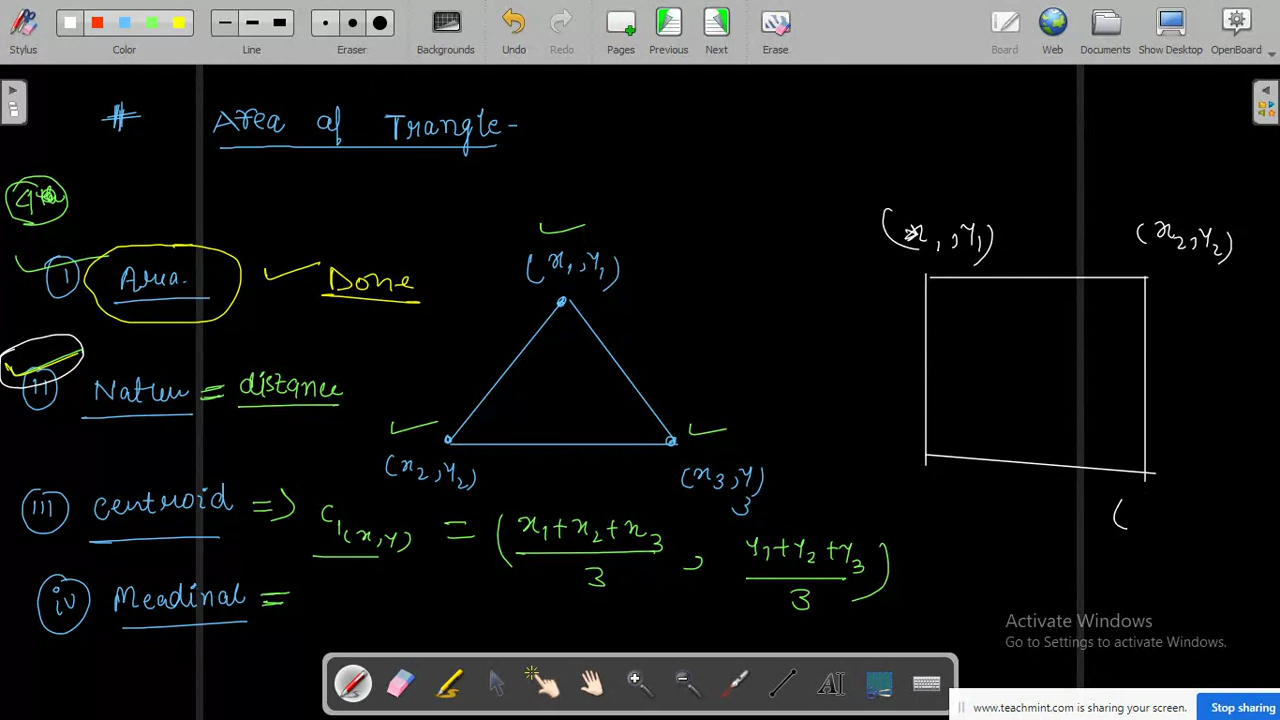 Stylus
Color
Line
Eraser
Backgrounds
Undo
Redo
Pages
Previous
Next
Erase
Board
Web
Documents
Show Desktop
OpenBoard
# Area of Trangle-
(i) Area. Done
(x₁, y₁)
(x₁, y₁)
(x₂, y₂)
(ii) Nature = distance
(x₂, y₂)
(x₃, y₃)
(
(iii) centroid => C₁(x, y) = (x₁+x₂+x₃/3, y₁+y₂+y₃/3)
(iv) Meadinal =
Activate Windows
Go to Settings to activate Windows.
www.teachmint.com is sharing your screen.
Stop sharing